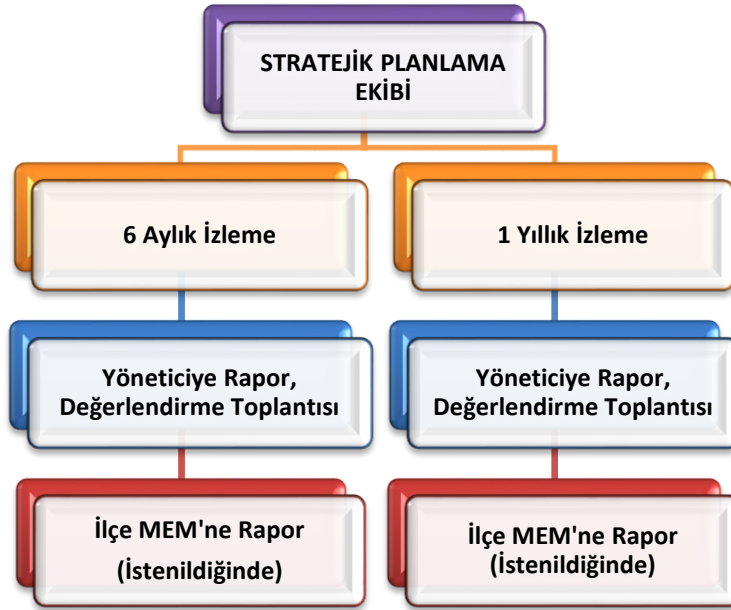 STRATEJİK PLANLAMA
EKİBİ
6 Aylık İzleme
1 Yıllık İzleme
Yöneticiye Rapor,
Değerlendirme Toplantısı
Yöneticiye Rapor,
Değerlendirme Toplantısı
İlçe MEM'ne Rapor
(İstenildiğinde)
İlçe MEM'ne Rapor
(İstenildiğinde)